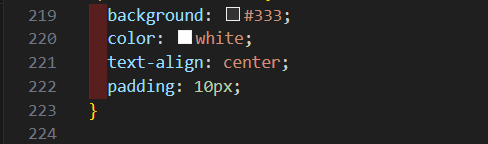 219 background: #333;
220 color: white;
221 text-align: center;
222 padding: 10px;
223 }
224